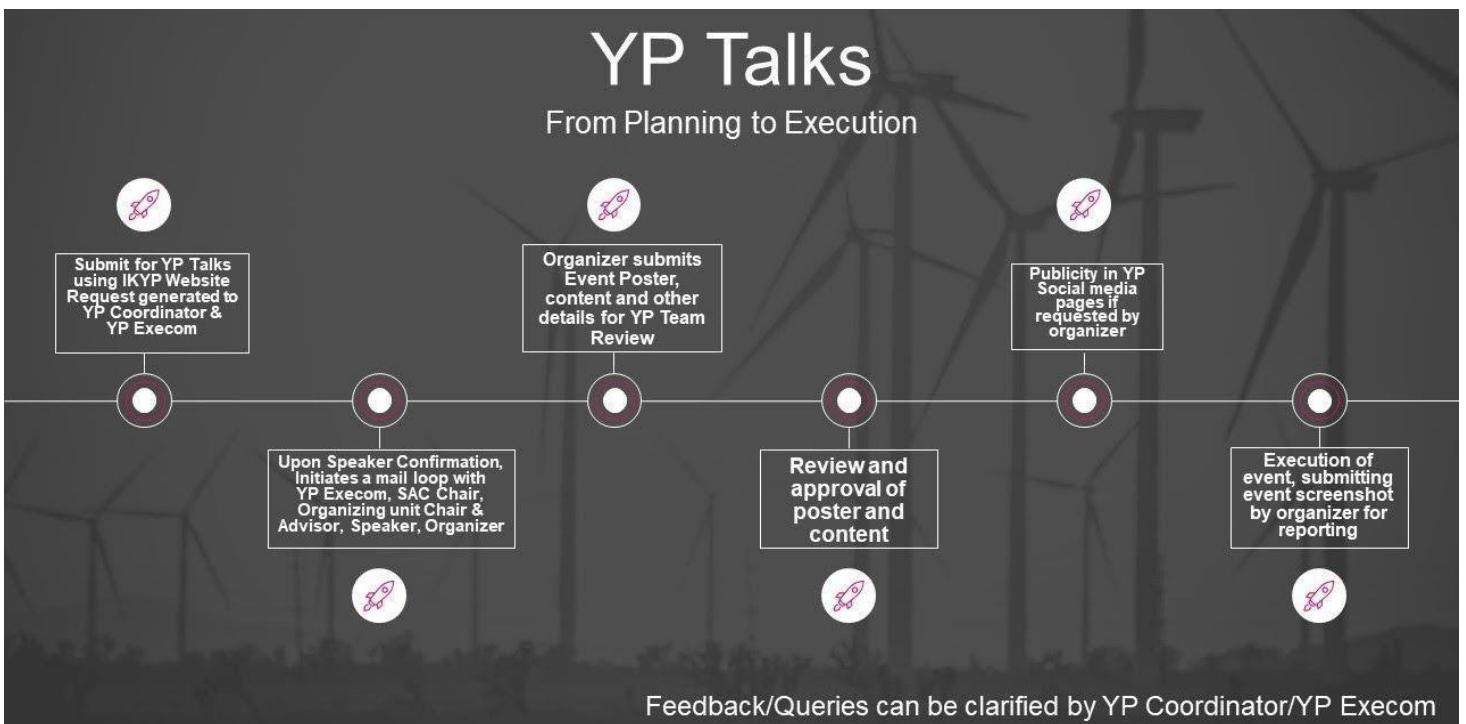 YP Talks
From Planning to Execution
Submit for YP Talks
using IKYP Website
Request generated to
YP Coordinator &
YP Execom
Upon Speaker Confirmation,
Initiates a mail loop with
YP Execom, SAC Chair,
Organizing unit Chair &
Advisor, Speaker, Organizer
Organizer submits
Event Poster,
content and other
details for YP Team
Review
Review and
approval of
poster and
content
Publicity in YP
Social media
pages if
requested by
organizer
Execution of
event, submitting
event screenshot
by organizer for
reporting
Feedback/Queries can be clarified by YP Coordinator/YP Execom